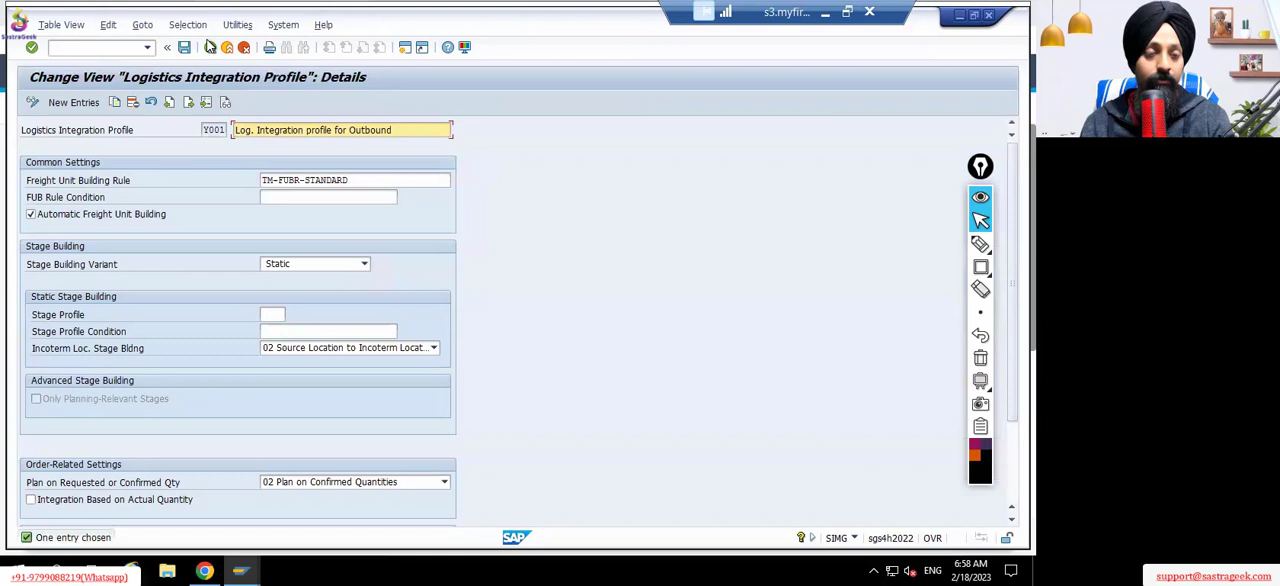 Table View Edit Goto Selection Utilities System Help
s3.myfir...
SastraGeek
Change View "Logistics Integration Profile": Details
New Entries
Logistics Integration Profile Y001 Log. Integration profile for Outbound
Common Settings
Freight Unit Building Rule TM-FUBR-STANDARD
FUB Rule Condition
Automatic Freight Unit Building
Stage Building
Stage Building Variant Static
Static Stage Building
Stage Profile
Stage Profile Condition
Incoterm Loc. Stage Bldng 02 Source Location to Incoterm Locat...
Advanced Stage Building
Only Planning-Relevant Stages
Order-Related Settings
Plan on Requested or Confirmed Qty 02 Plan on Confirmed Quantities
Integration Based on Actual Quantity
One entry chosen SAP SIMG sgs4h2022 OVR
ENG 6:58 AM
2/18/2023
+91-9799088219(Whatsapp)
support@sastrageek.com